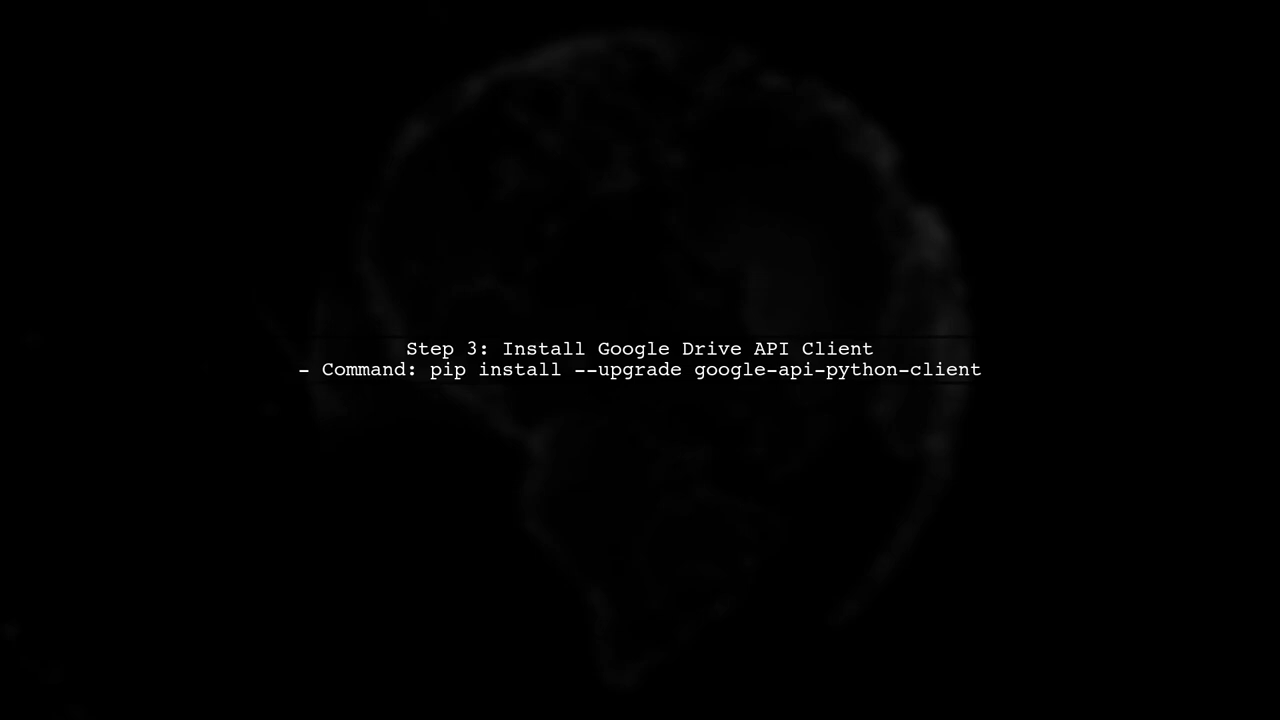 Step 3: Install Google Drive API Client
- Command: pip install --upgrade google-api-python-client